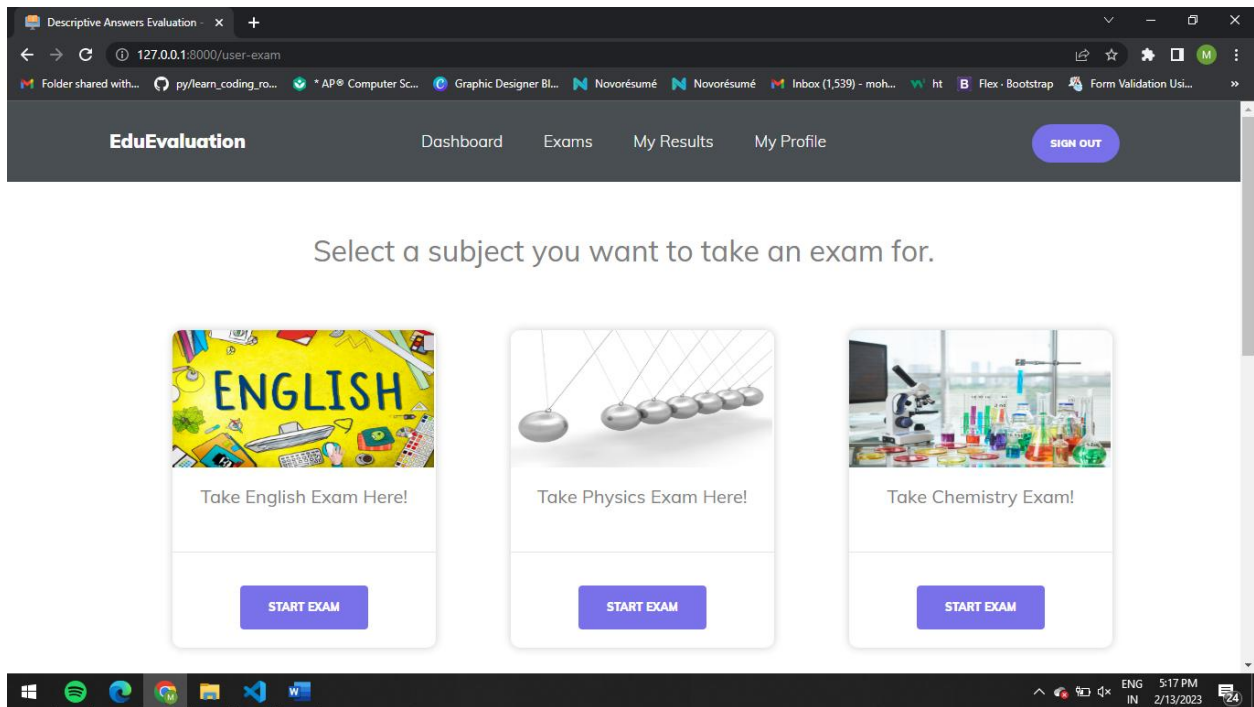 Descriptive Answers Evaluation -
127.0.0.1:8000/user-exam
M
Folder shared with... py/learn_coding_ro... * AP® Computer Sc... Graphic Designer Bl... Novorésumé Novorésumé Inbox (1,539) - moh... ht Flex · Bootstrap Form Validation Usi... »
EduEvaluation Dashboard Exams My Results My Profile SIGN OUT
Select a subject you want to take an exam for.
ENGLISH
Take English Exam Here! Take Physics Exam Here! Take Chemistry Exam!
START EXAM START EXAM START EXAM
ENG 5:17 PM
IN 2/13/2023 24